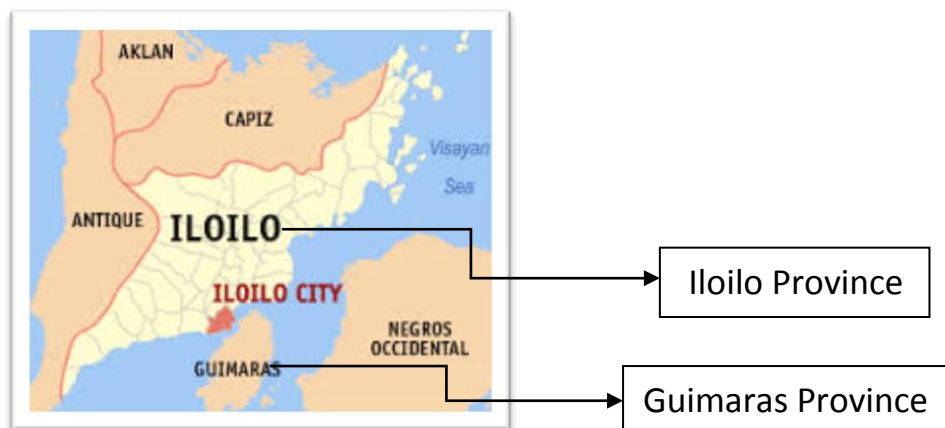 AKLAN
CAPIZ
Visayan
Sea
ANTIQUE
ILOILO
Iloilo Province
ILOILO CITY
NEGROS
OCCIDENTAL
GUIMARAS
Guimaras Province